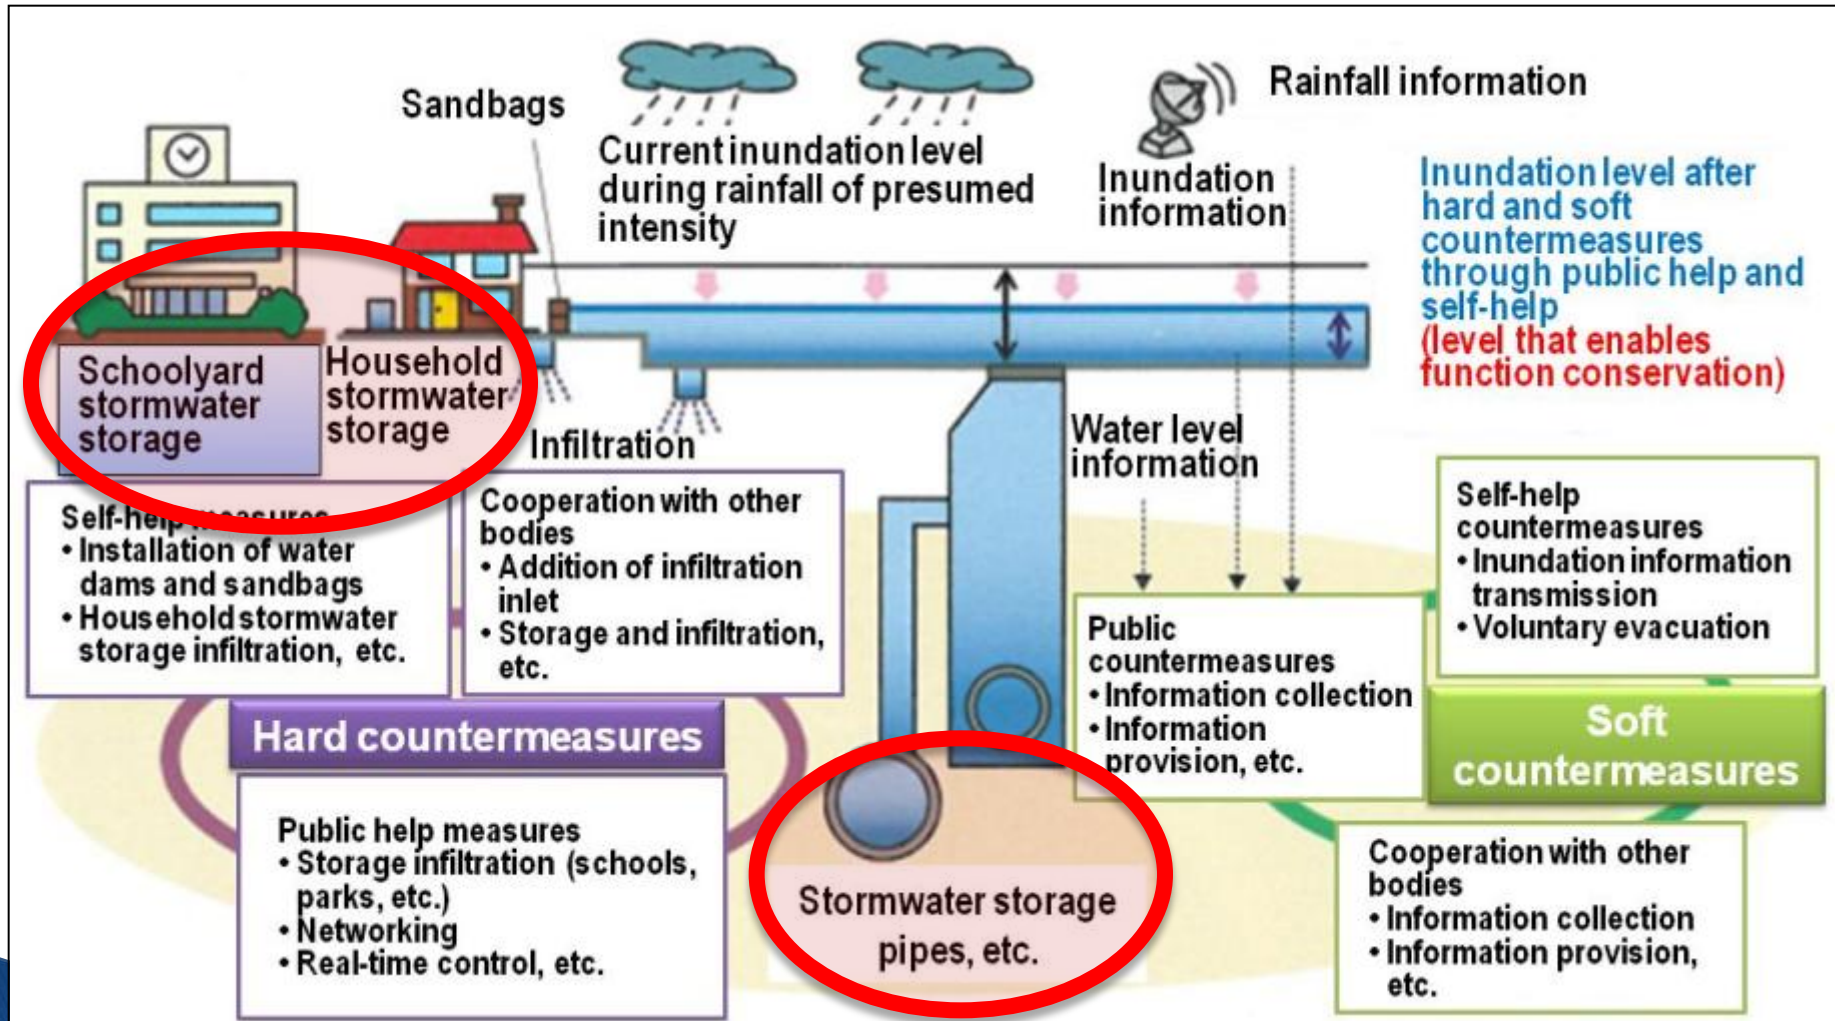 Sandbags
Current inundation level
during rainfall of presumed
intensity
Rainfall information
Inundation
information
Inundation level after
hard and soft
countermeasures
through public help and
self-help
(level that enables
function conservation)
Schoolyard
stormwater
storage
Household
stormwater
storage
Infiltration
Water level
information
Self-help measures
• Installation of water
dams and sandbags
• Household stormwater
storage infiltration, etc.
Cooperation with other
bodies
• Addition of infiltration
inlet
• Storage and infiltration,
etc.
Hard countermeasures
Public help measures
• Storage infiltration (schools,
parks, etc.)
• Networking
• Real-time control, etc.
Stormwater storage
pipes, etc.
Public
countermeasures
• Information collection
• Information
provision, etc.
Self-help
countermeasures
• Inundation information
transmission
• Voluntary evacuation
Soft
countermeasures
Cooperation with other
bodies
• Information collection
• Information provision,
etc.